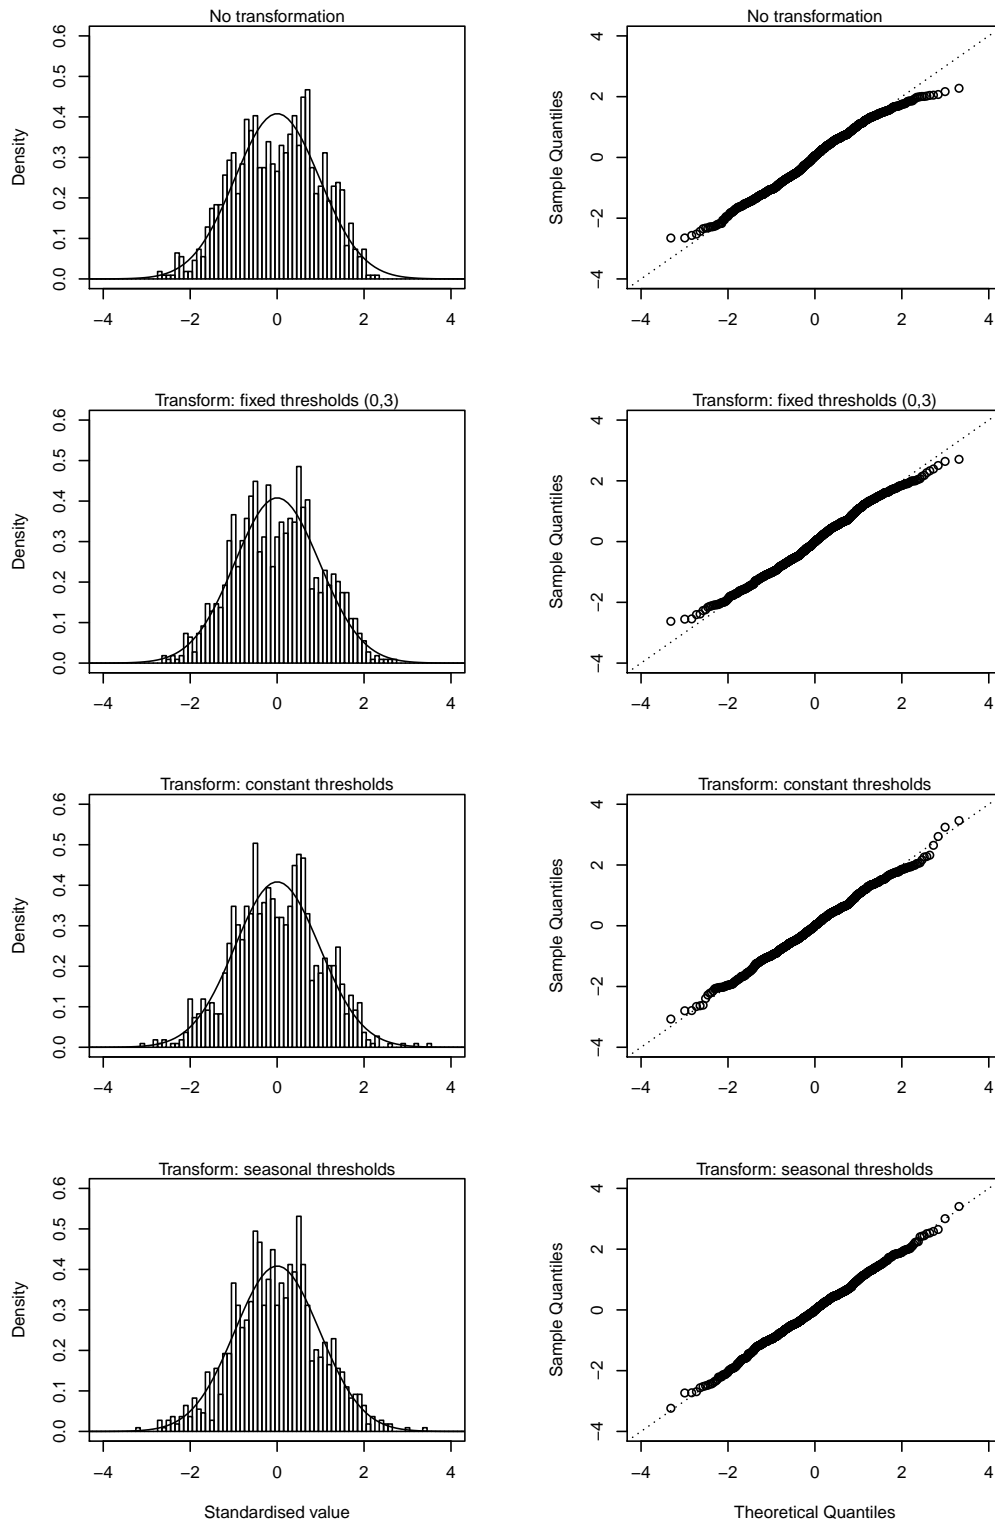 No transformation
Density
0.0 0.1 0.2 0.3 0.4 0.5 0.6
−4 −2 0 2 4
No transformation
Sample Quantiles
−4 −2 0 2 4
−4 −2 0 2 4
Transform: fixed thresholds (0,3)
Density
0.0 0.1 0.2 0.3 0.4 0.5 0.6
−4 −2 0 2 4
Transform: fixed thresholds (0,3)
Sample Quantiles
−4 −2 0 2 4
−4 −2 0 2 4
Transform: constant thresholds
Density
0.0 0.1 0.2 0.3 0.4 0.5 0.6
−4 −2 0 2 4
Transform: constant thresholds
Sample Quantiles
−4 −2 0 2 4
−4 −2 0 2 4
Transform: seasonal thresholds
Density
0.0 0.1 0.2 0.3 0.4 0.5 0.6
−4 −2 0 2 4
Standardised value
Transform: seasonal thresholds
Sample Quantiles
−4 −2 0 2 4
−4 −2 0 2 4
Theoretical Quantiles